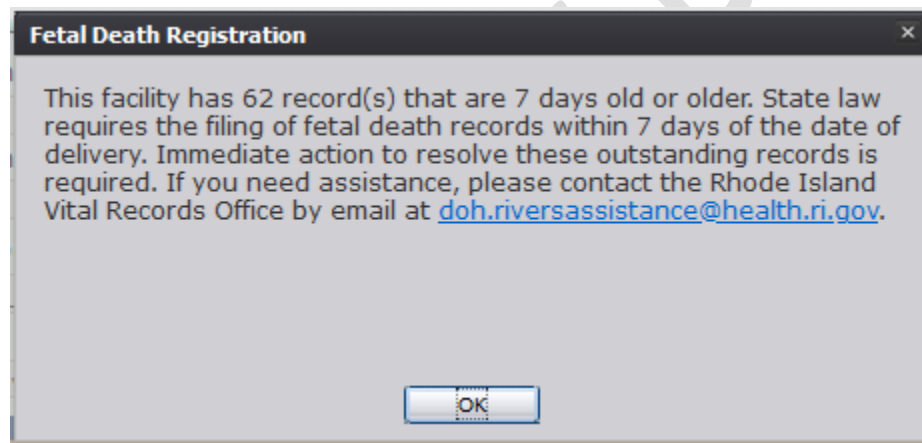 Fetal Death Registration
This facility has 62 record(s) that are 7 days old or older. State law
requires the filing of fetal death records within 7 days of the date of
delivery. Immediate action to resolve these outstanding records is
required. If you need assistance, please contact the Rhode Island
Vital Records Office by email at doh.riversassistance@health.ri.gov.
OK